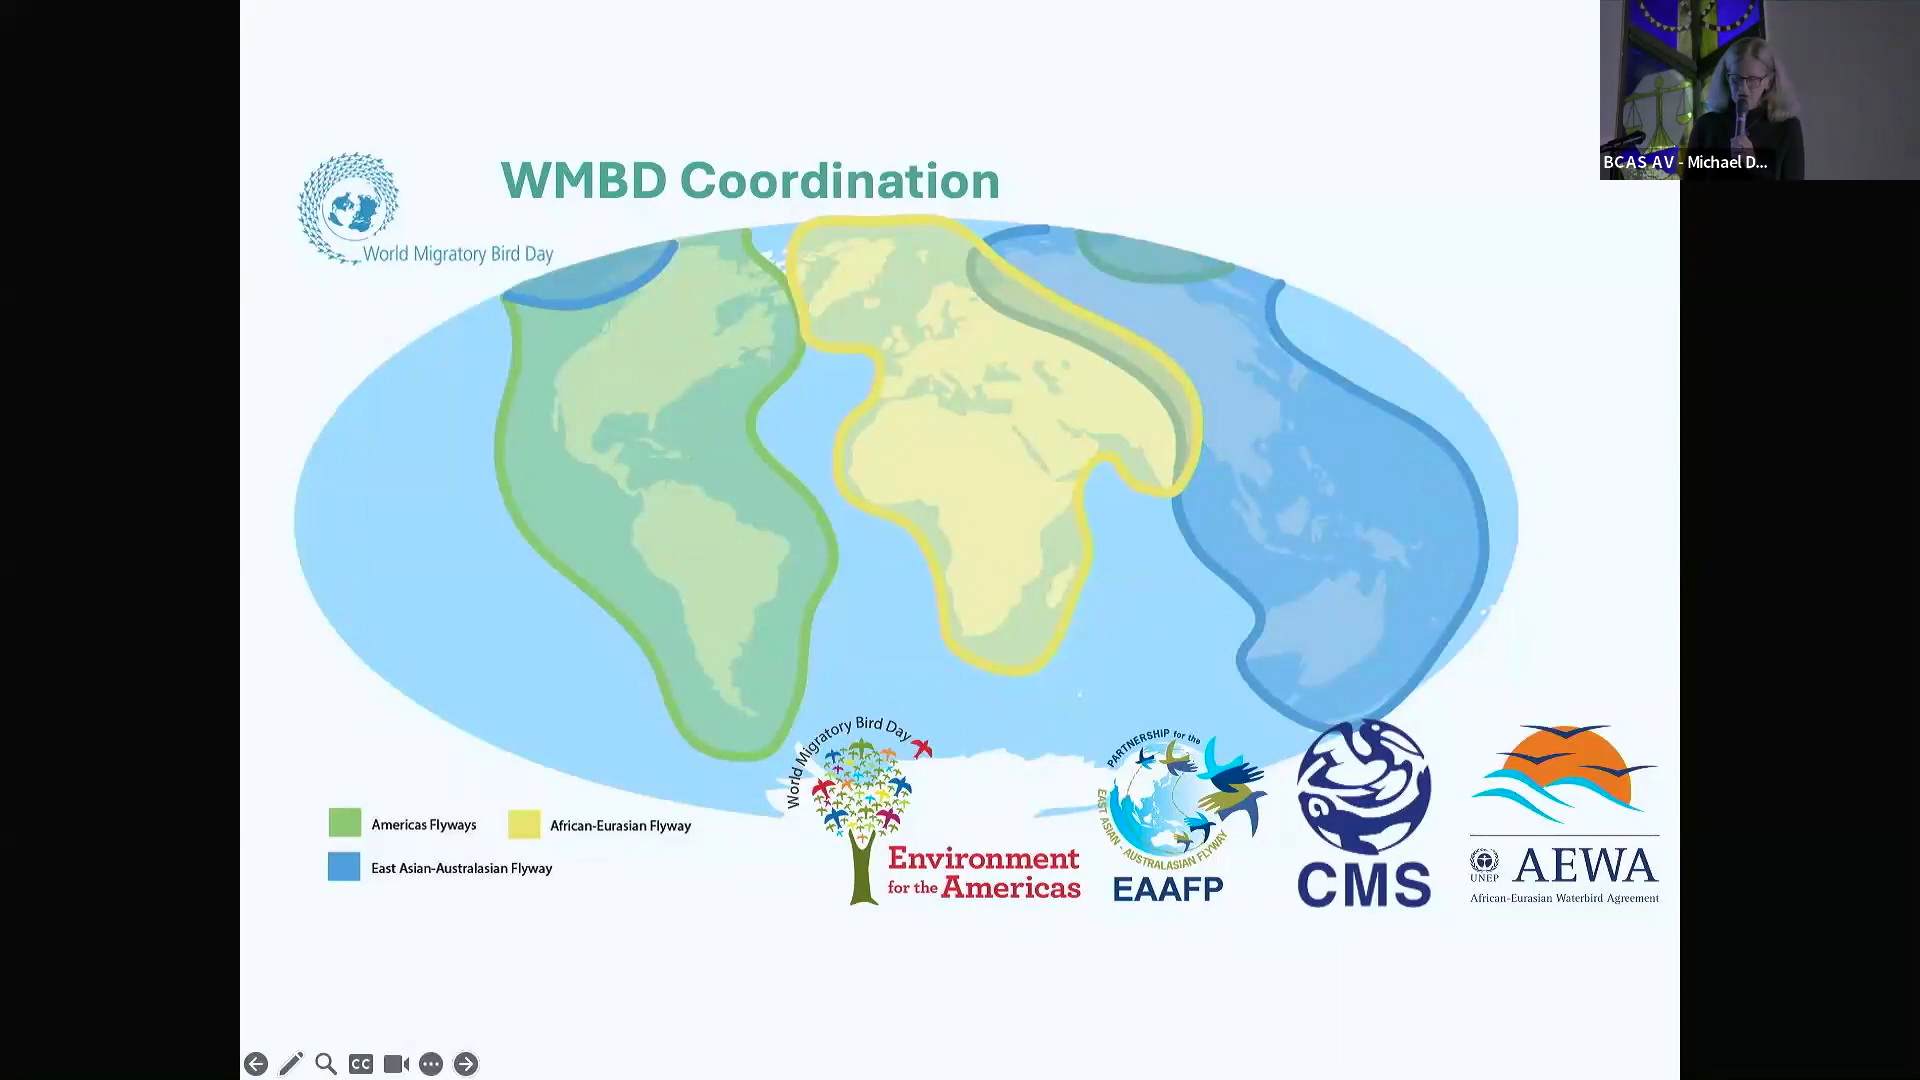 BCAS AV - Michael D...
WMBD Coordination
World Migratory Bird Day
Americas Flyways
African-Eurasian Flyway
East Asian-Australasian Flyway
World Migratory Bird Day
Environment
for the Americas
PARTNERSHIP for the
EAST ASIAN - AUSTRALASIAN FLYWAY
EAAFP
CMS
UNEP
AEWA
African-Eurasian Waterbird Agreement
CC